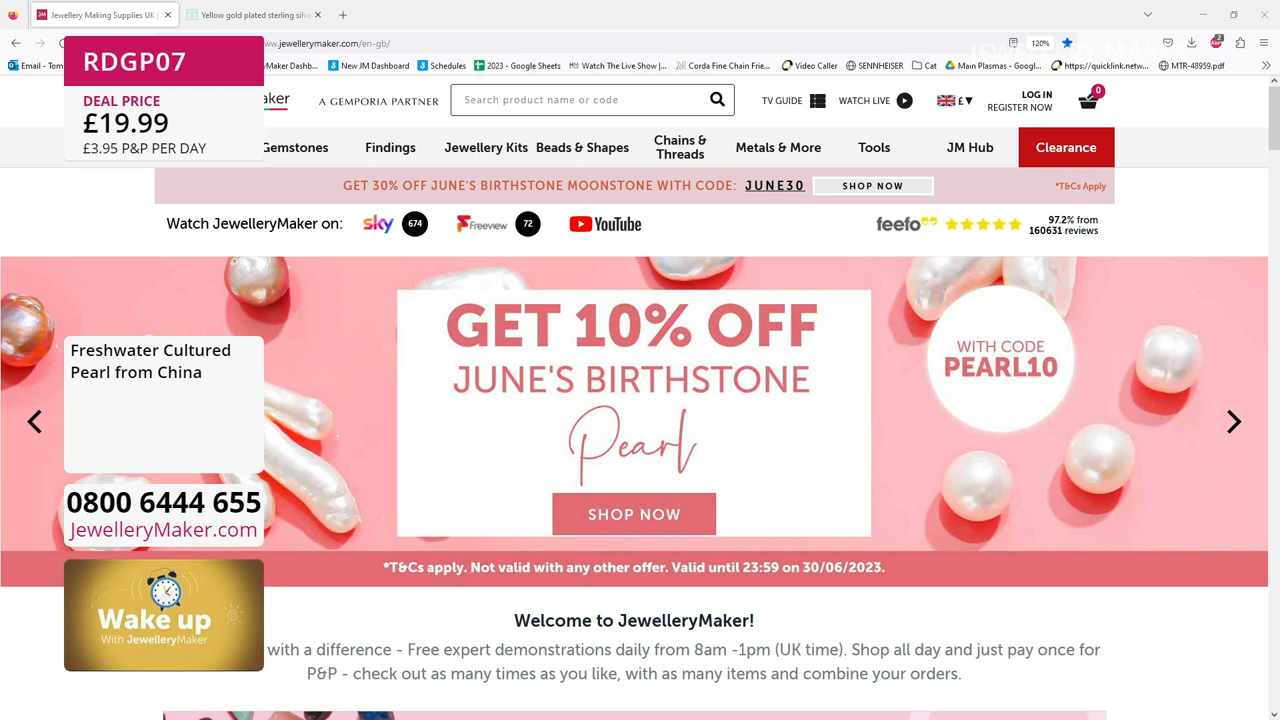 Jewellery Making Supplies UK |
Yellow gold plated sterling silve
ww.jewellerymaker.com/en-gb/
120%
2
Email - Tom
Maker Dashb...
New JM Dashboard
Schedules
2023 - Google Sheets
Watch The Live Show |...
Corda Fine Chain Frie...
Video Caller
SENNHEISER
Cat
Main Plasmas - Googl...
https://quicklink.netw...
MTR-48959.pdf
RDGP07
DEAL PRICE
£19.99
£3.95 P&P PER DAY
aker
A GEMPORIA PARTNER
Search product name or code
TV GUIDE
WATCH LIVE
£
LOG IN
REGISTER NOW
0
Gemstones
Findings
Jewellery Kits
Beads & Shapes
Chains &
Threads
Metals & More
Tools
JM Hub
Clearance
GET 30% OFF JUNE'S BIRTHSTONE MOONSTONE WITH CODE: JUNE30
SHOP NOW
*T&Cs Apply
Watch JewelleryMaker on:
sky
674
Freeview
72
YouTube
feefo
97.2% from
160631 reviews
GET 10% OFF
JUNE'S BIRTHSTONE
Pearl
SHOP NOW
WITH CODE
PEARL10
Freshwater Cultured
Pearl from China
0800 6444 655
JewelleryMaker.com
*T&Cs apply. Not valid with any other offer. Valid until 23:59 on 30/06/2023.
Wake up
With JewelleryMaker
Welcome to JewelleryMaker!
with a difference - Free expert demonstrations daily from 8am -1pm (UK time). Shop all day and just pay once for
P&P - check out as many times as you like, with as many items and combine your orders.